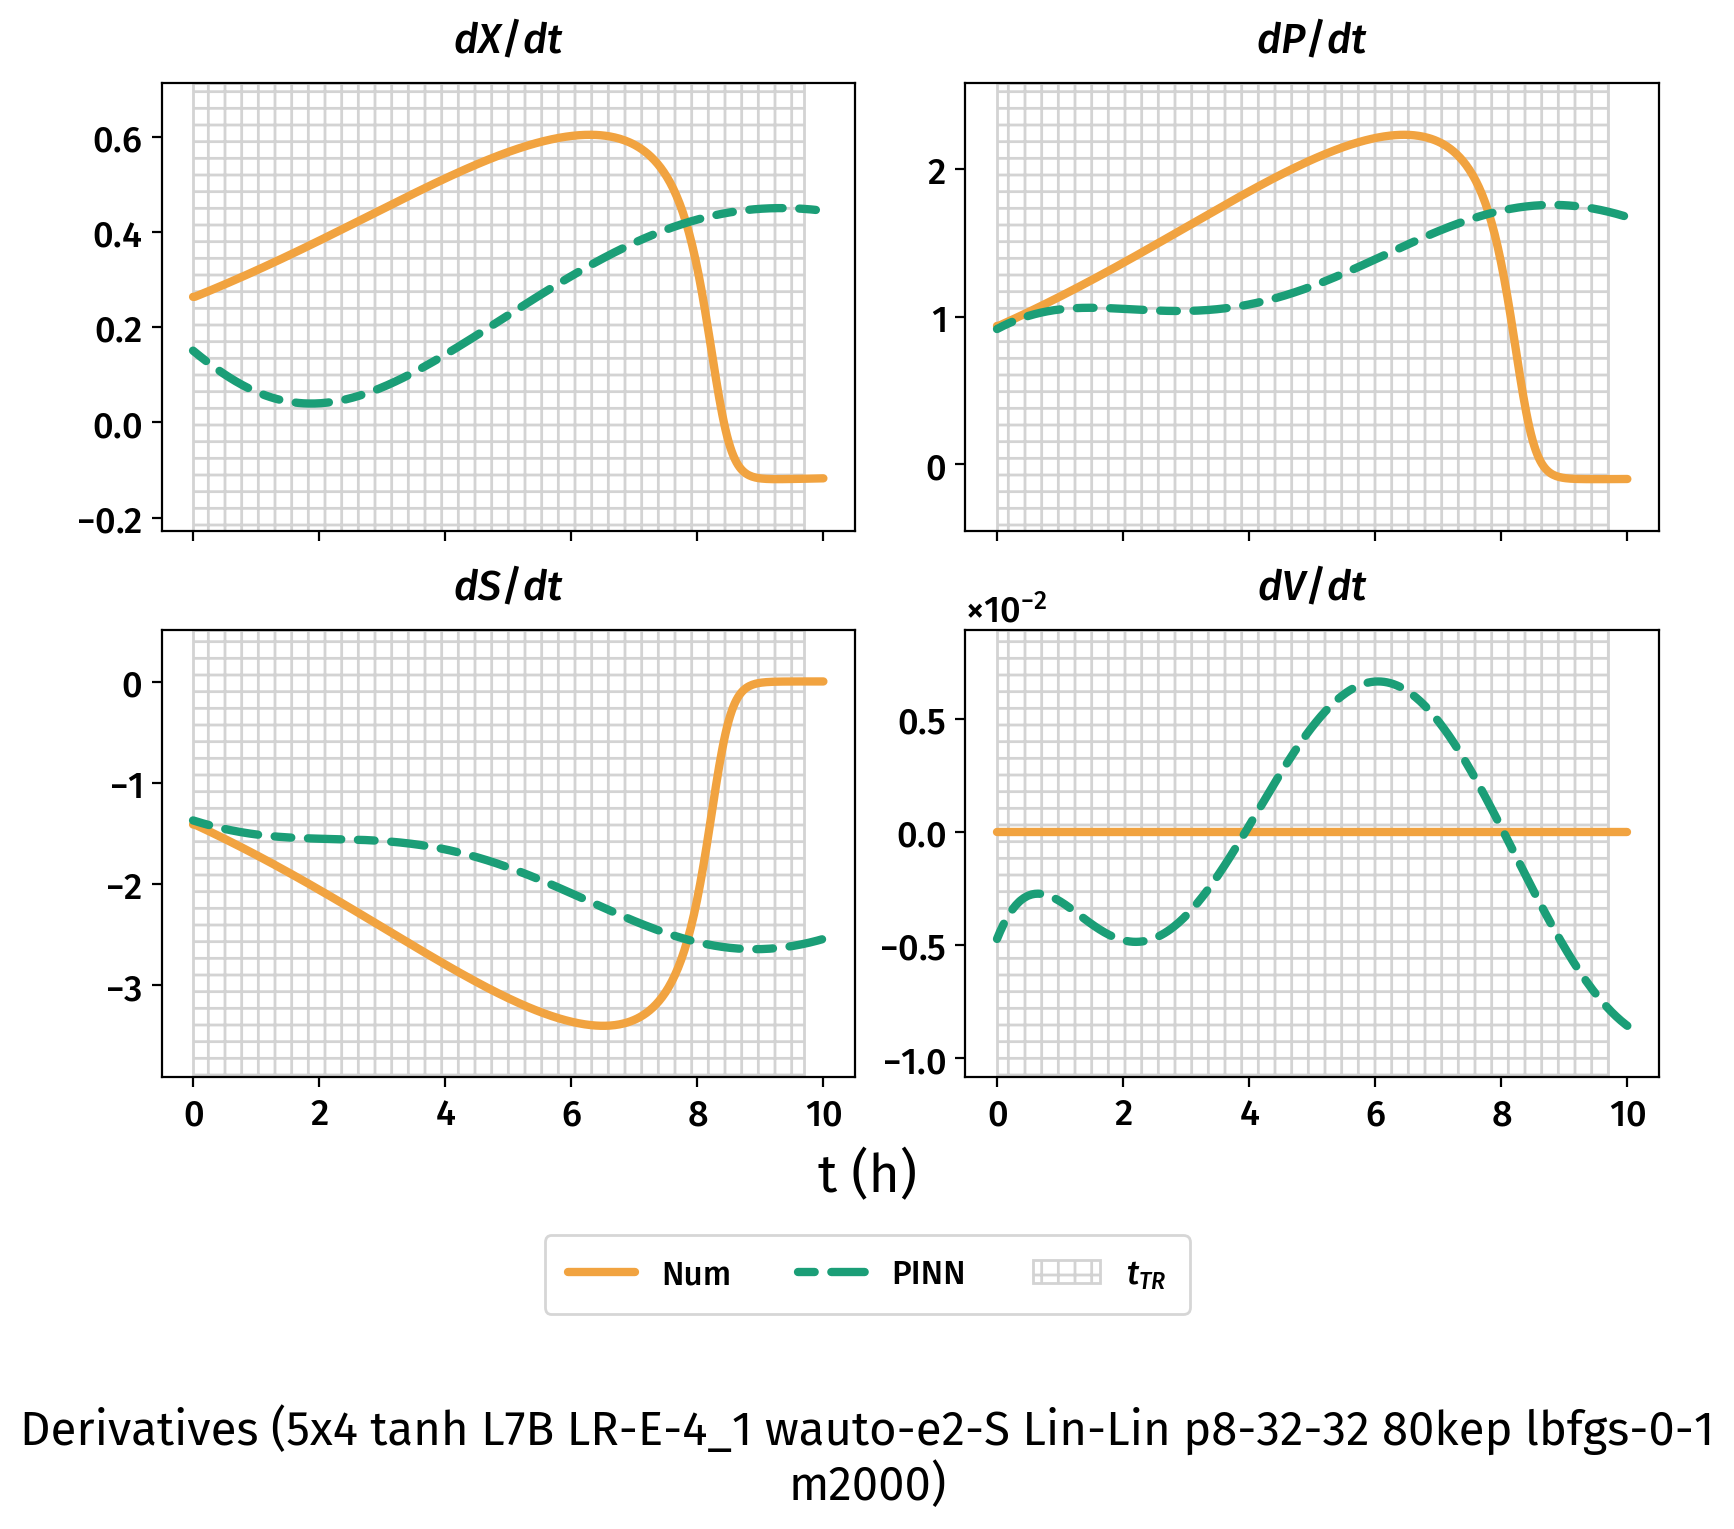 dX/dt
dP/dt
0.6
0.4
0.2
0.0
−0.2
2
1
0
dS/dt
dV/dt
×10−2
0
−1
−2
−3
0.5
0.0
−0.5
−1.0
0 2 4 6 8 10
0 2 4 6 8 10
t (h)
Num PINN tTR
Derivatives (5x4 tanh L7B LR-E-4_1 wauto-e2-S Lin-Lin p8-32-32 80kep lbfgs-0-1
m2000)